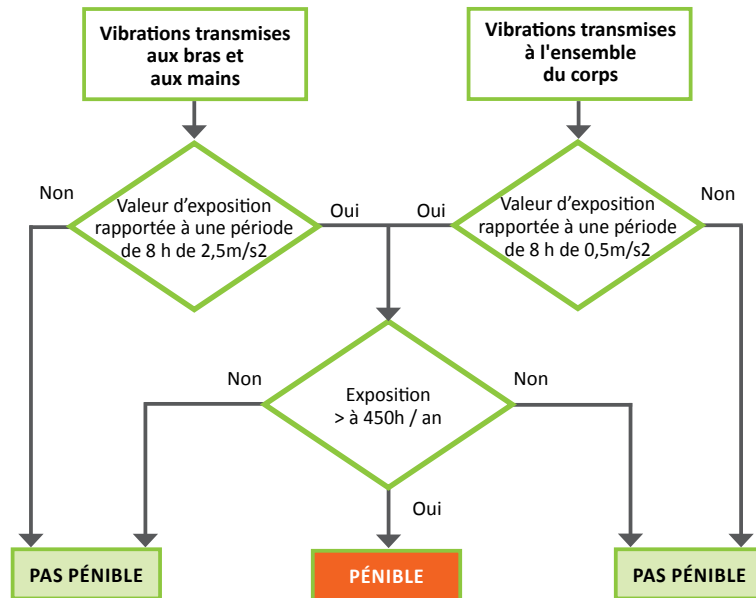 Vibrations transmises
aux bras et
aux mains
Vibrations transmises
à l'ensemble
du corps
Non
Valeur d’exposition
rapportée à une période
de 8 h de 2,5m/s2
Oui
Oui
Valeur d’exposition
rapportée à une période
de 8 h de 0,5m/s2
Non
Non
Exposition
> à 450h / an
Non
Oui
PAS PÉNIBLE
PÉNIBLE
PAS PÉNIBLE